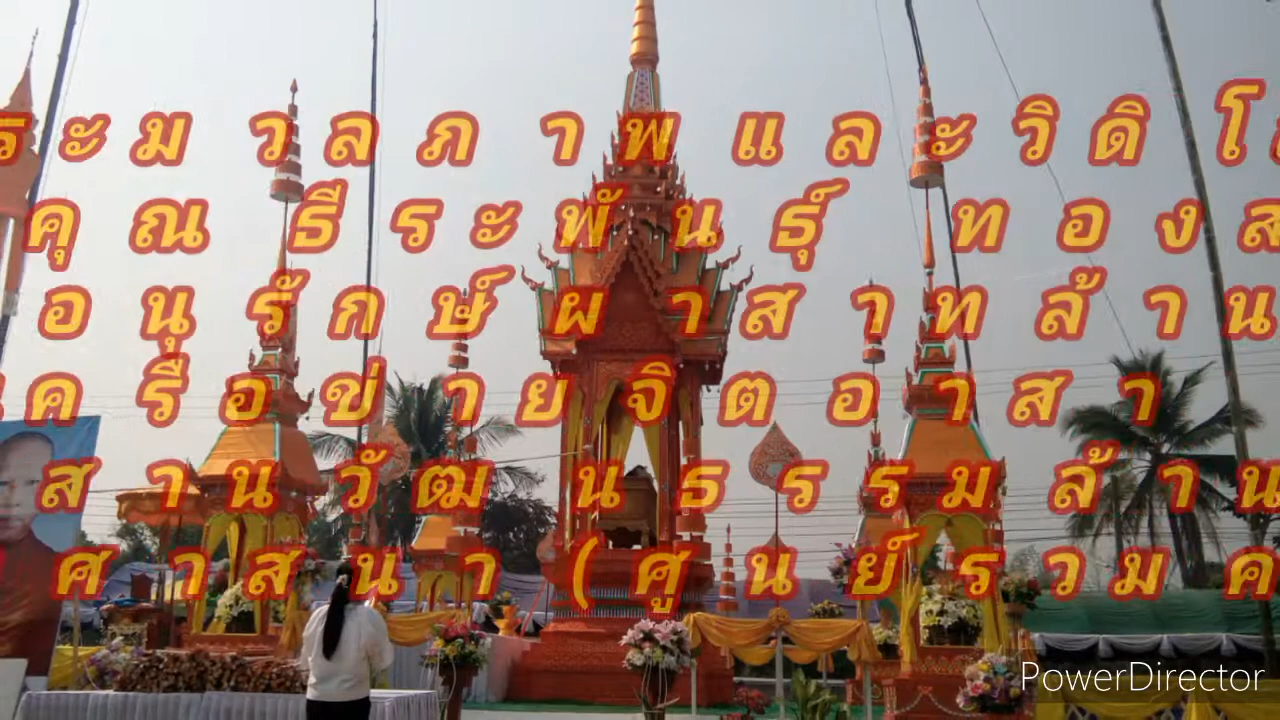 ระมวลภาพและวิดิโ
คุณธีระพันธุ์ ทองส
อนุรักษ์ผาสาทล้าน
เครือข่ายจิตอาสา
สานวัฒนธรรมล้าน
ศาสนา (ศูนย์รวมค
PowerDirector